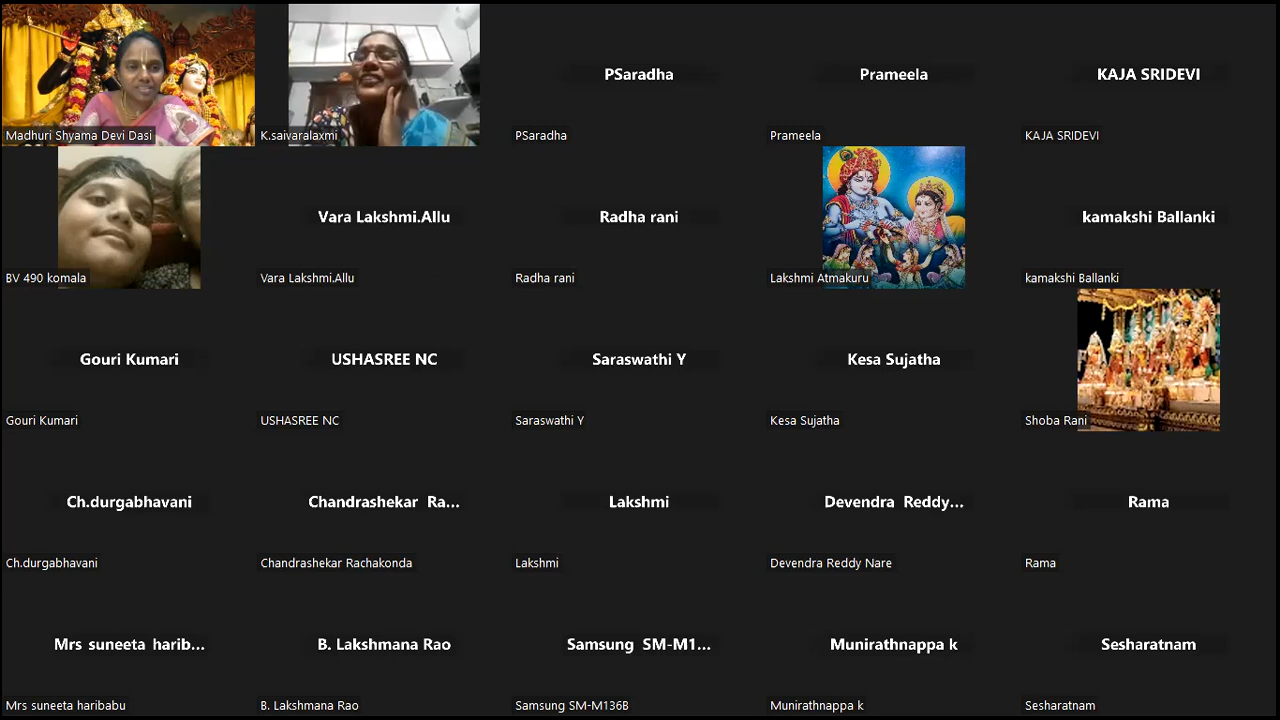 Madhuri Shyama Devi Dasi
K.saivaralaxmi
PSaradha
PSaradha
Prameela
Prameela
KAJA SRIDEVI
KAJA SRIDEVI
BV 490 komala
Vara Lakshmi.Allu
Vara Lakshmi.Allu
Radha rani
Radha rani
Lakshmi Atmakuru
kamakshi Ballanki
kamakshi Ballanki
Gouri Kumari
Gouri Kumari
USHASREE NC
USHASREE NC
Saraswathi Y
Saraswathi Y
Kesa Sujatha
Kesa Sujatha
Shoba Rani
Ch.durgabhavani
Ch.durgabhavani
Chandrashekar Ra...
Chandrashekar Rachakonda
Lakshmi
Lakshmi
Devendra Reddy...
Devendra Reddy Nare
Rama
Rama
Mrs suneeta harib...
Mrs suneeta haribabu
B. Lakshmana Rao
B. Lakshmana Rao
Samsung SM-M1...
Samsung SM-M136B
Munirathnappa k
Munirathnappa k
Sesharatnam
Sesharatnam